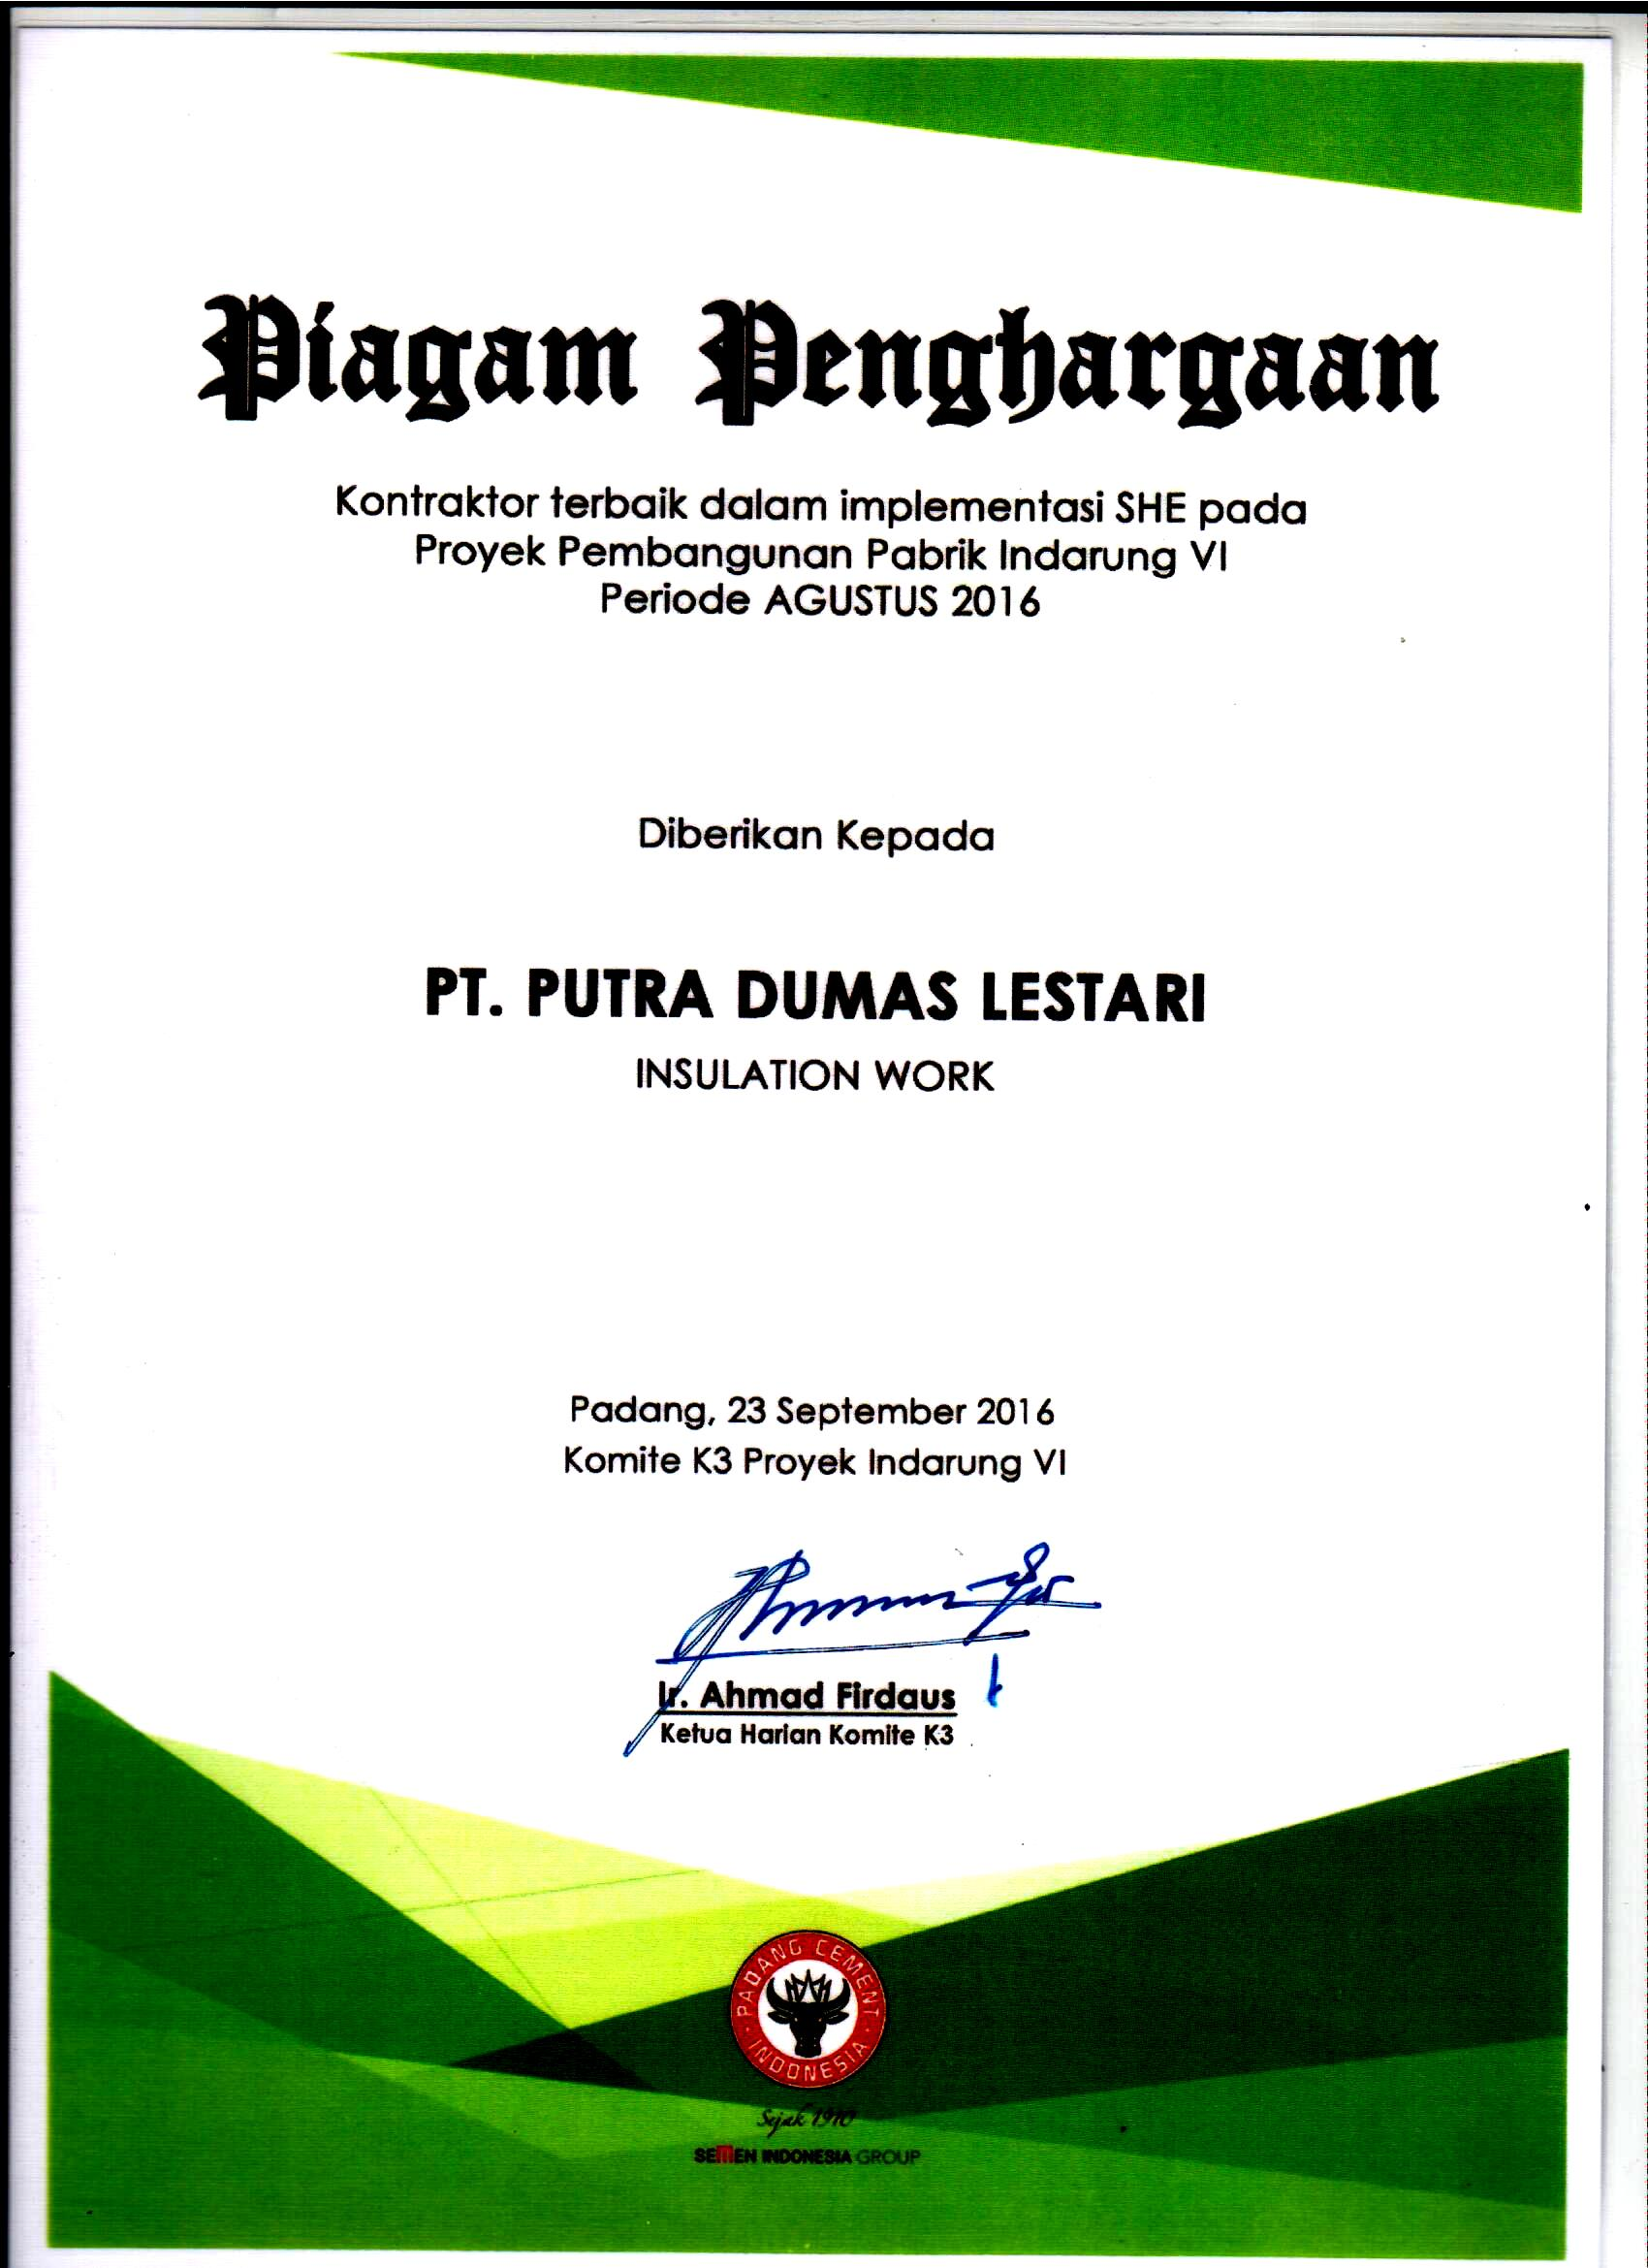 Piagam Penghargaan
Kontraktor terbaik dalam implementasi SHE pada
Proyek Pembangunan Pabrik Indarung VI
Periode AGUSTUS 2016
Diberikan Kepada
PT. PUTRA DUMAS LESTARI
INSULATION WORK
Padang, 23 September 2016
Komite K3 Proyek Indarung VI
Ir. Ahmad Firdaus
Ketua Harian Komite K3
PADANG CEMENT
INDONESIA
Sejak 1910
SEMEN INDONESIA GROUP